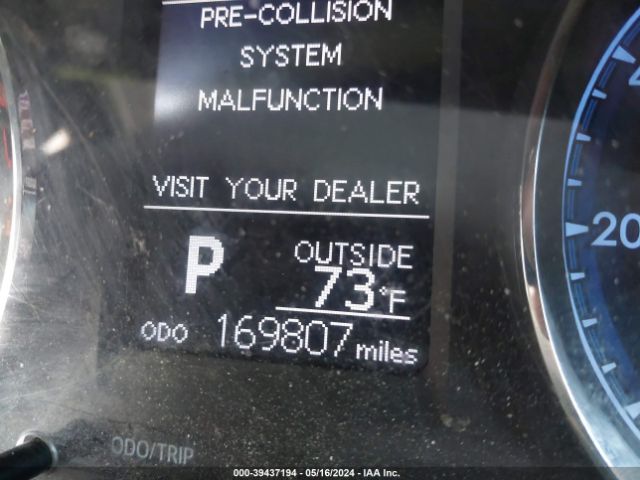 PRE-COLLISION
SYSTEM
MALFUNCTION
VISIT YOUR DEALER
P
OUTSIDE
73°F
ODO 169807 miles
20
ODO/TRIP
000-39437194 - 05/16/2024 - IAA Inc.